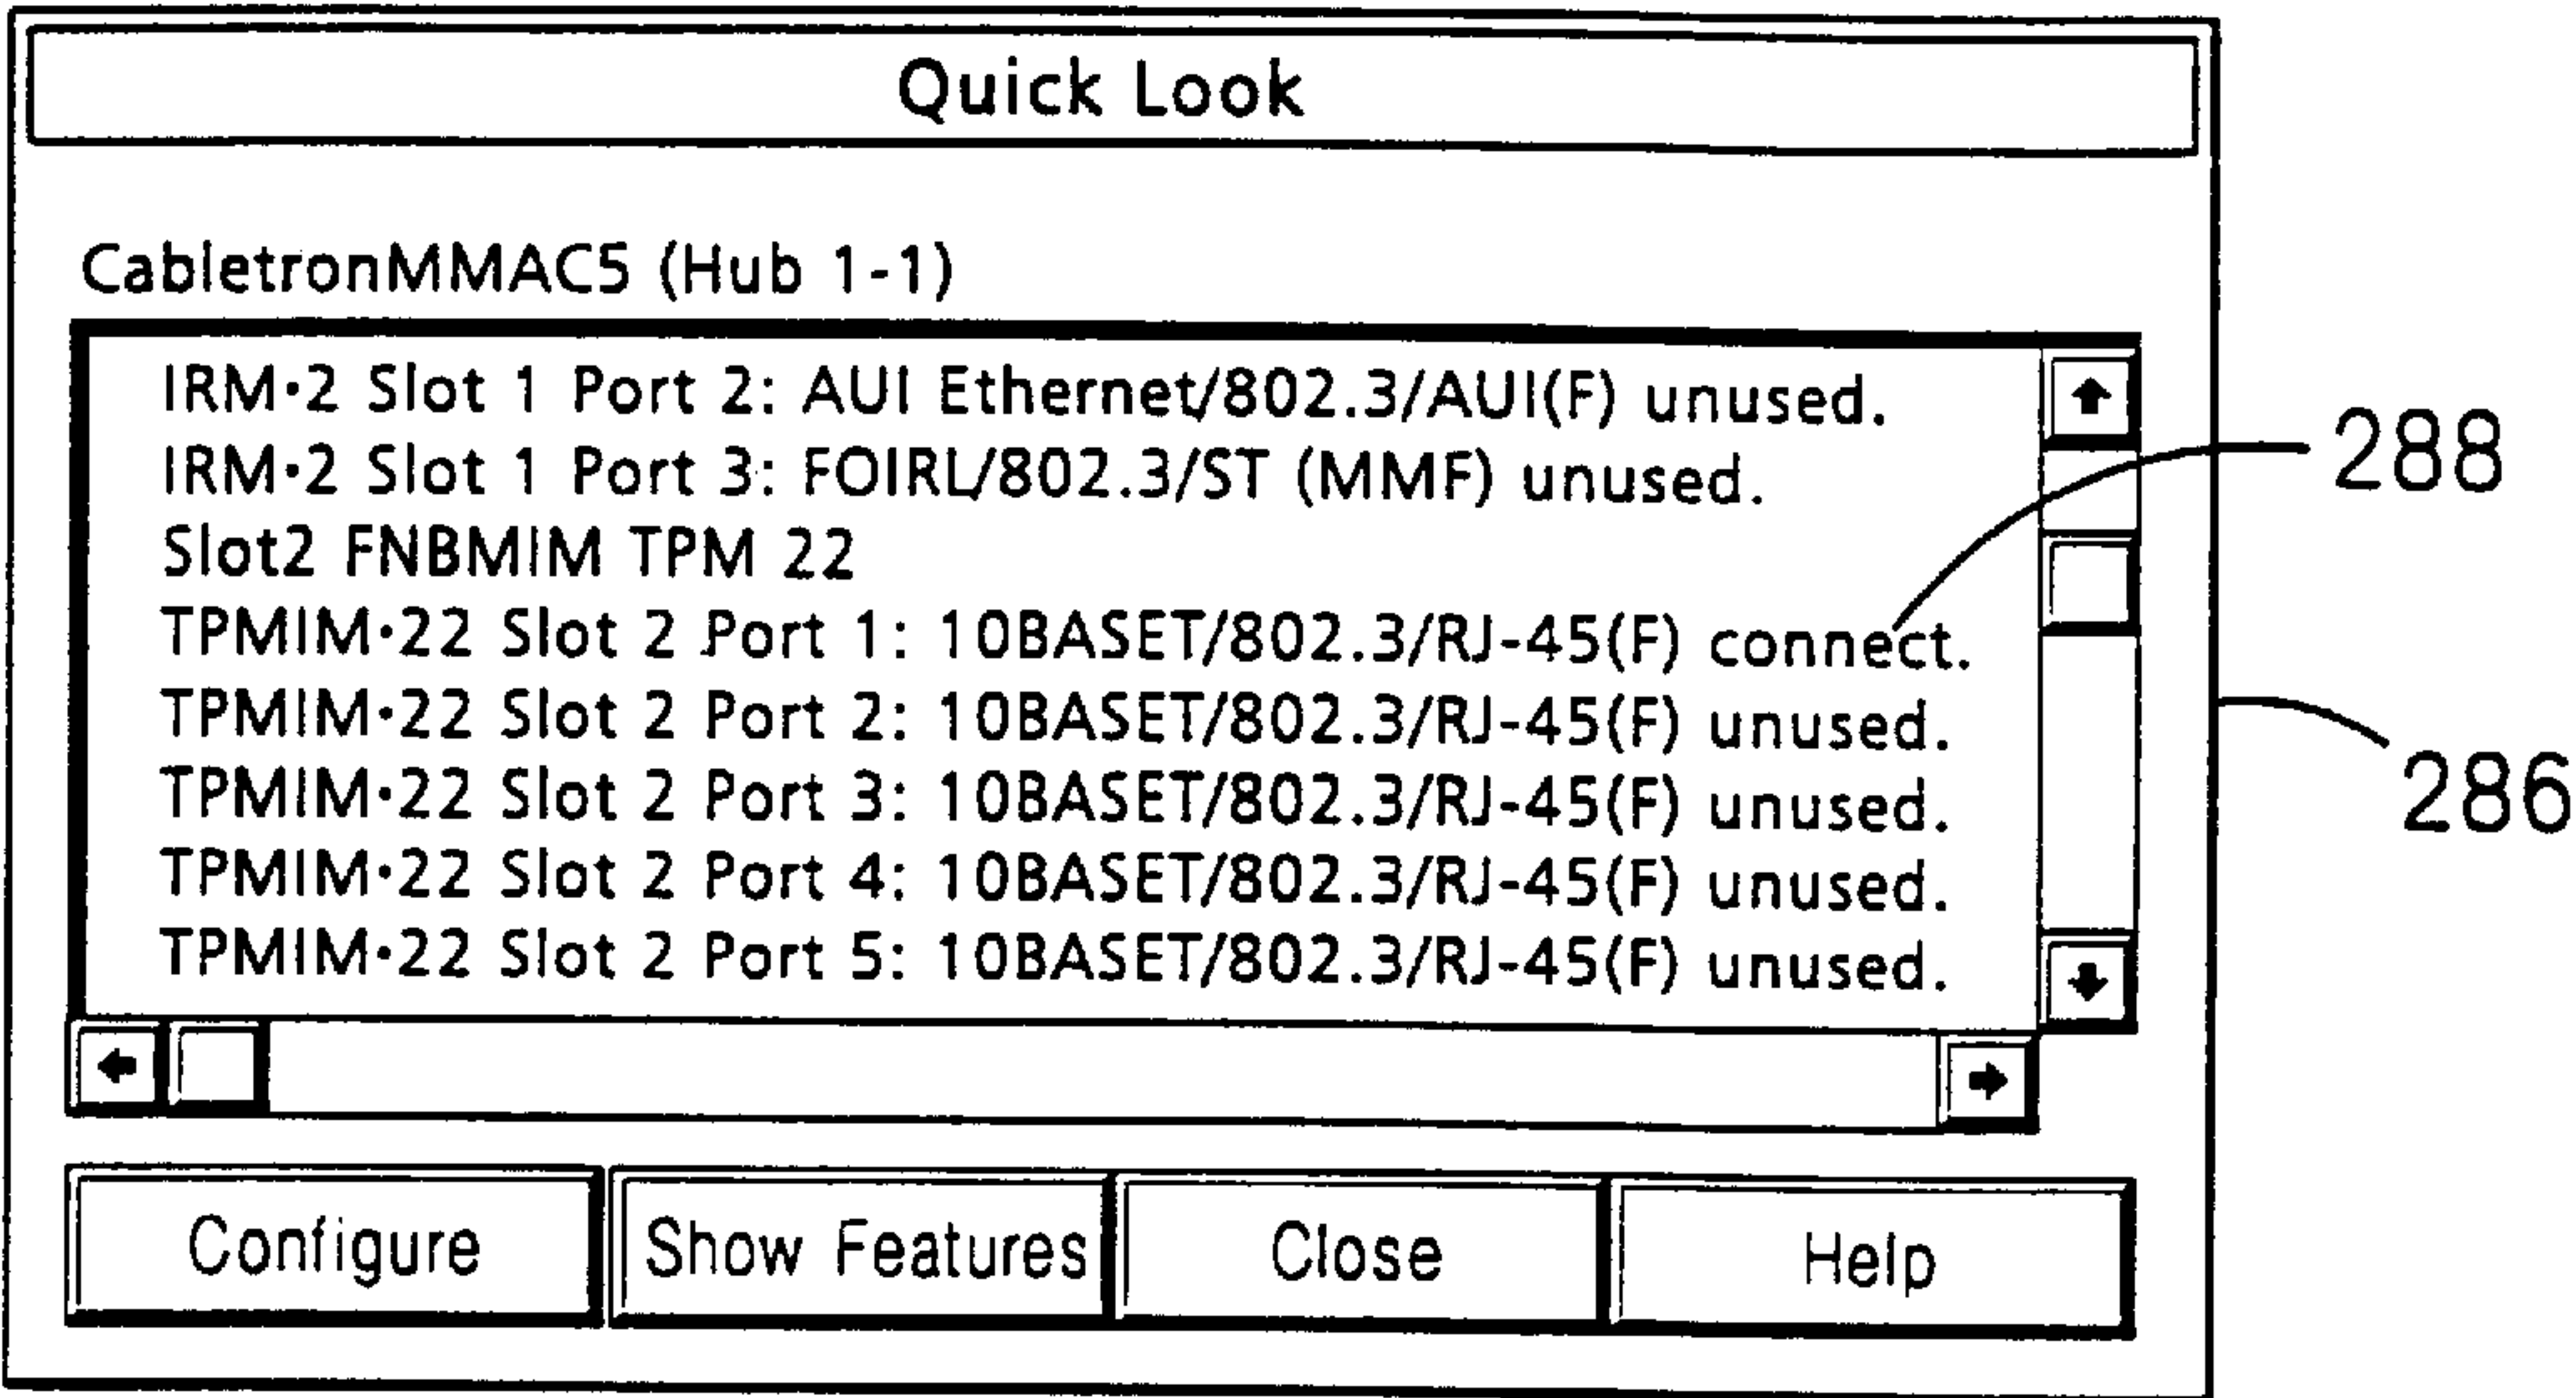 Quick Look
CabletronMMAC5 (Hub 1-1)
IRM·2 Slot 1 Port 2: AUI Ethernet/802.3/AUI(F) unused.
IRM·2 Slot 1 Port 3: FOIRL/802.3/ST (MMF) unused.
Slot2 FNBMIM TPM 22
TPMIM·22 Slot 2 Port 1: 10BASET/802.3/RJ-45(F) connect.
TPMIM·22 Slot 2 Port 2: 10BASET/802.3/RJ-45(F) unused.
TPMIM·22 Slot 2 Port 3: 10BASET/802.3/RJ-45(F) unused.
TPMIM·22 Slot 2 Port 4: 10BASET/802.3/RJ-45(F) unused.
TPMIM·22 Slot 2 Port 5: 10BASET/802.3/RJ-45(F) unused.
288
286
Configure Show Features Close Help